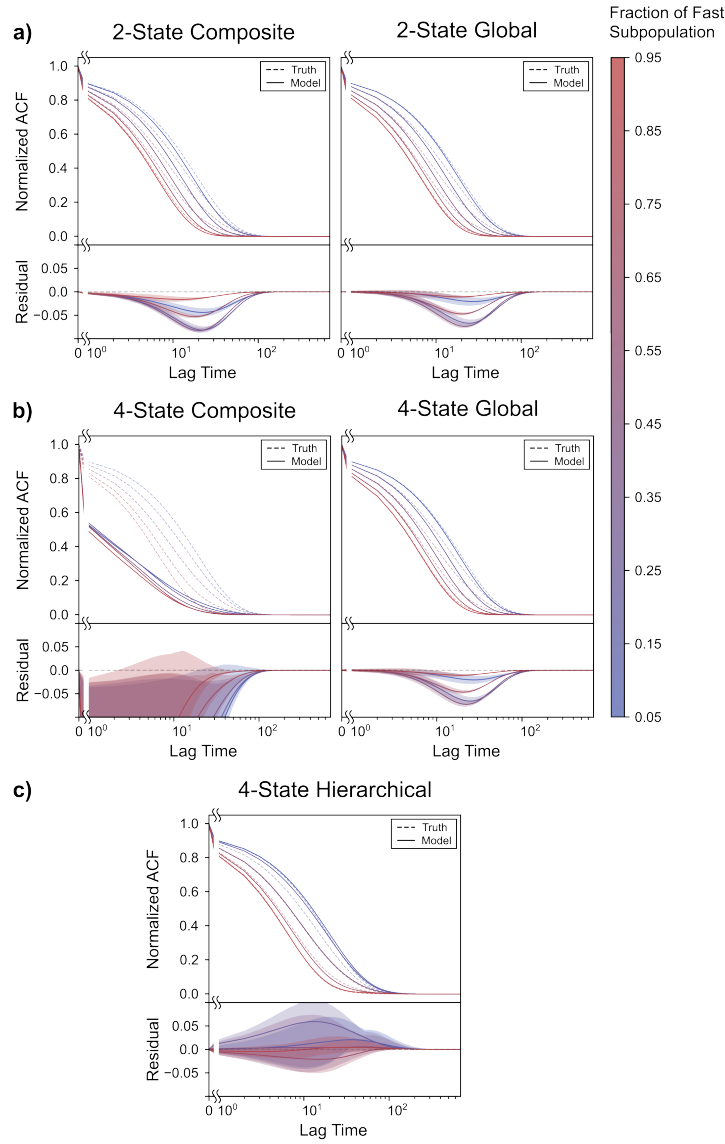 Fraction of Fast
Subpopulation
a)
2-State Composite
2-State Global
1.0
0.8
0.6
0.4
0.2
0.0
Normalized ACF
Truth
Model
Truth
Model
0.05
0.0
−0.05
Residual
0 10^0 10^1 10^2
0 10^0 10^1 10^2
Lag Time
Lag Time
0.95
0.85
0.75
0.65
0.55
0.45
0.35
0.25
0.15
0.05
b)
4-State Composite
4-State Global
1.0
0.8
0.6
0.4
0.2
0.0
Normalized ACF
Truth
Model
Truth
Model
0.05
0.0
−0.05
Residual
0 10^0 10^1 10^2
0 10^0 10^1 10^2
Lag Time
Lag Time
c)
4-State Hierarchical
1.0
0.8
0.6
0.4
0.2
0.0
Normalized ACF
Truth
Model
0.05
0.0
−0.05
Residual
0 10^0 10^1 10^2
Lag Time